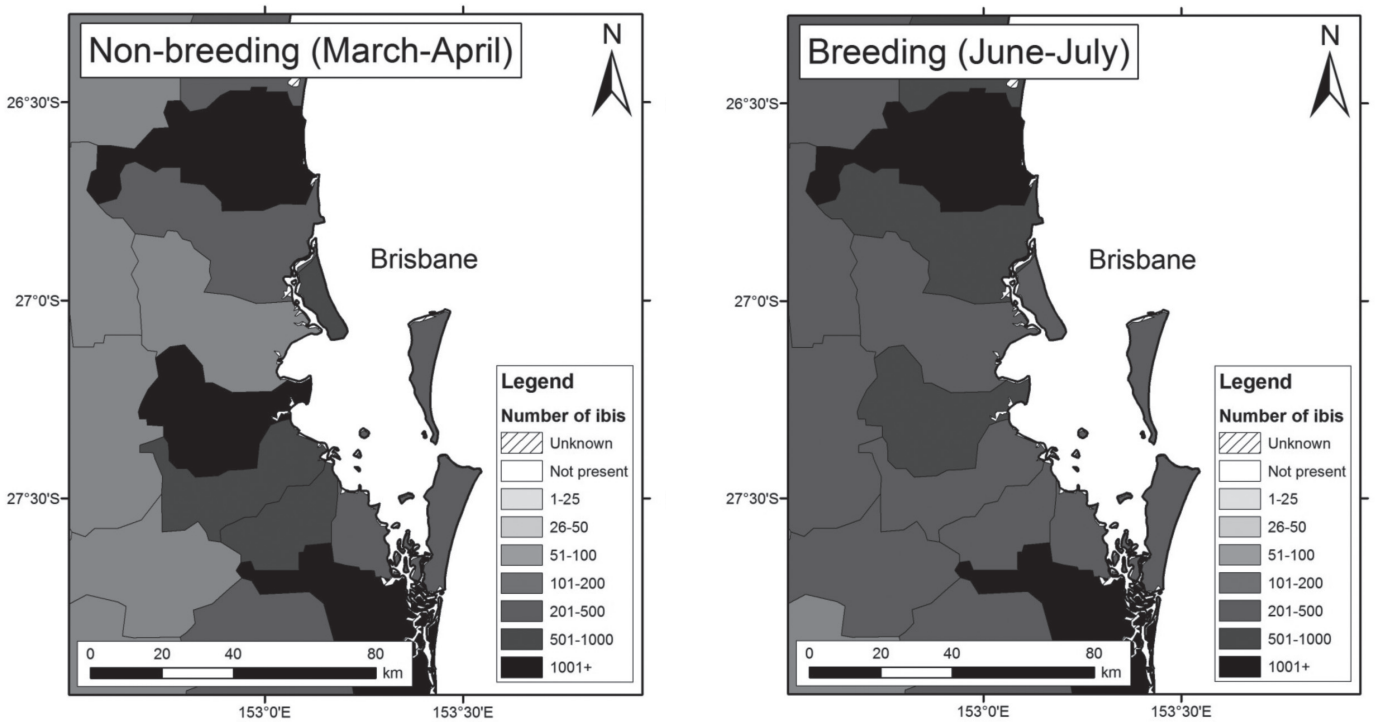 Non-breeding (March-April)
N
26°30'S
27°0'S
27°30'S
Brisbane
Legend
Number of ibis
Unknown
Not present
1-25
26-50
51-100
101-200
201-500
501-1000
1001+
0 20 40 80
km
153°0'E 153°30'E
Breeding (June-July)
N
26°30'S
27°0'S
27°30'S
Brisbane
Legend
Number of ibis
Unknown
Not present
1-25
26-50
51-100
101-200
201-500
501-1000
1001+
0 20 40 80
km
153°0'E 153°30'E